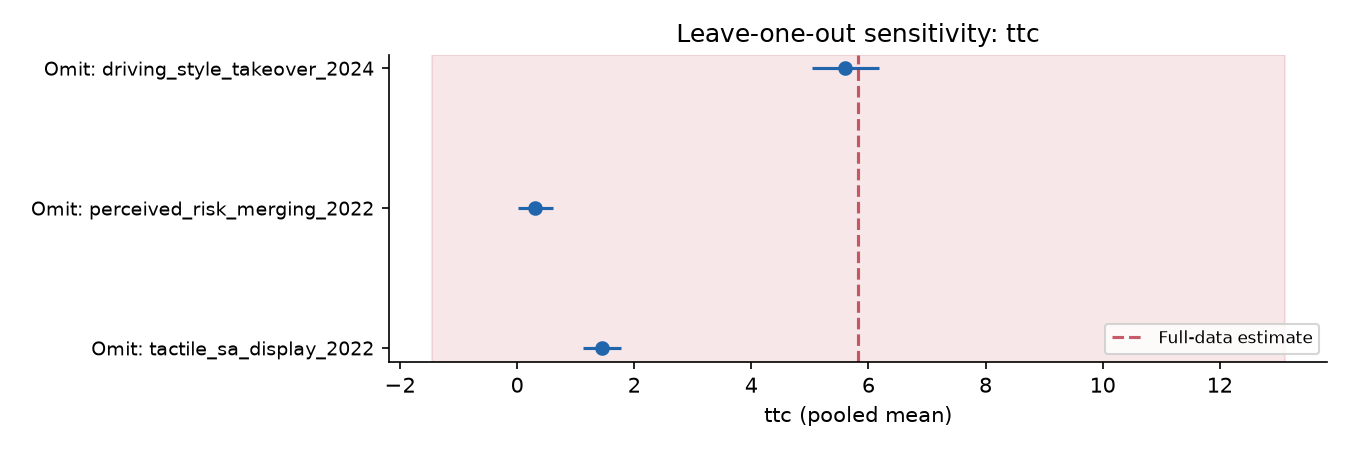 Leave-one-out sensitivity: ttc
Omit: driving_style_takeover_2024
Omit: perceived_risk_merging_2022
Omit: tactile_sa_display_2022
Full-data estimate
−2 0 2 4 6 8 10 12
ttc (pooled mean)